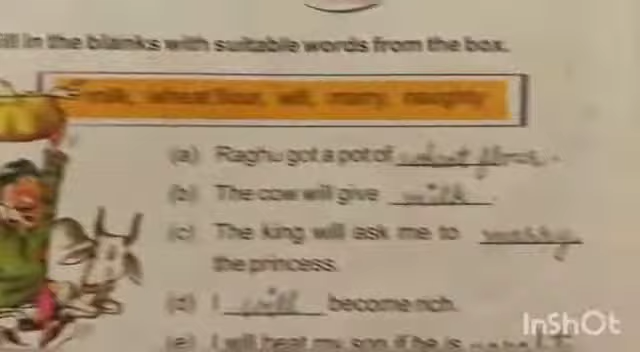 ill in the blanks with suitable words from the box.
milk, wheat flour, will, marry, naughty
(a) Raghu got a pot of wheat flour.
(b) The cow will give milk.
(c) The king will ask me to marry
the princess.
(d) I will become rich.
(e) I will beat my son if he is
InShOt